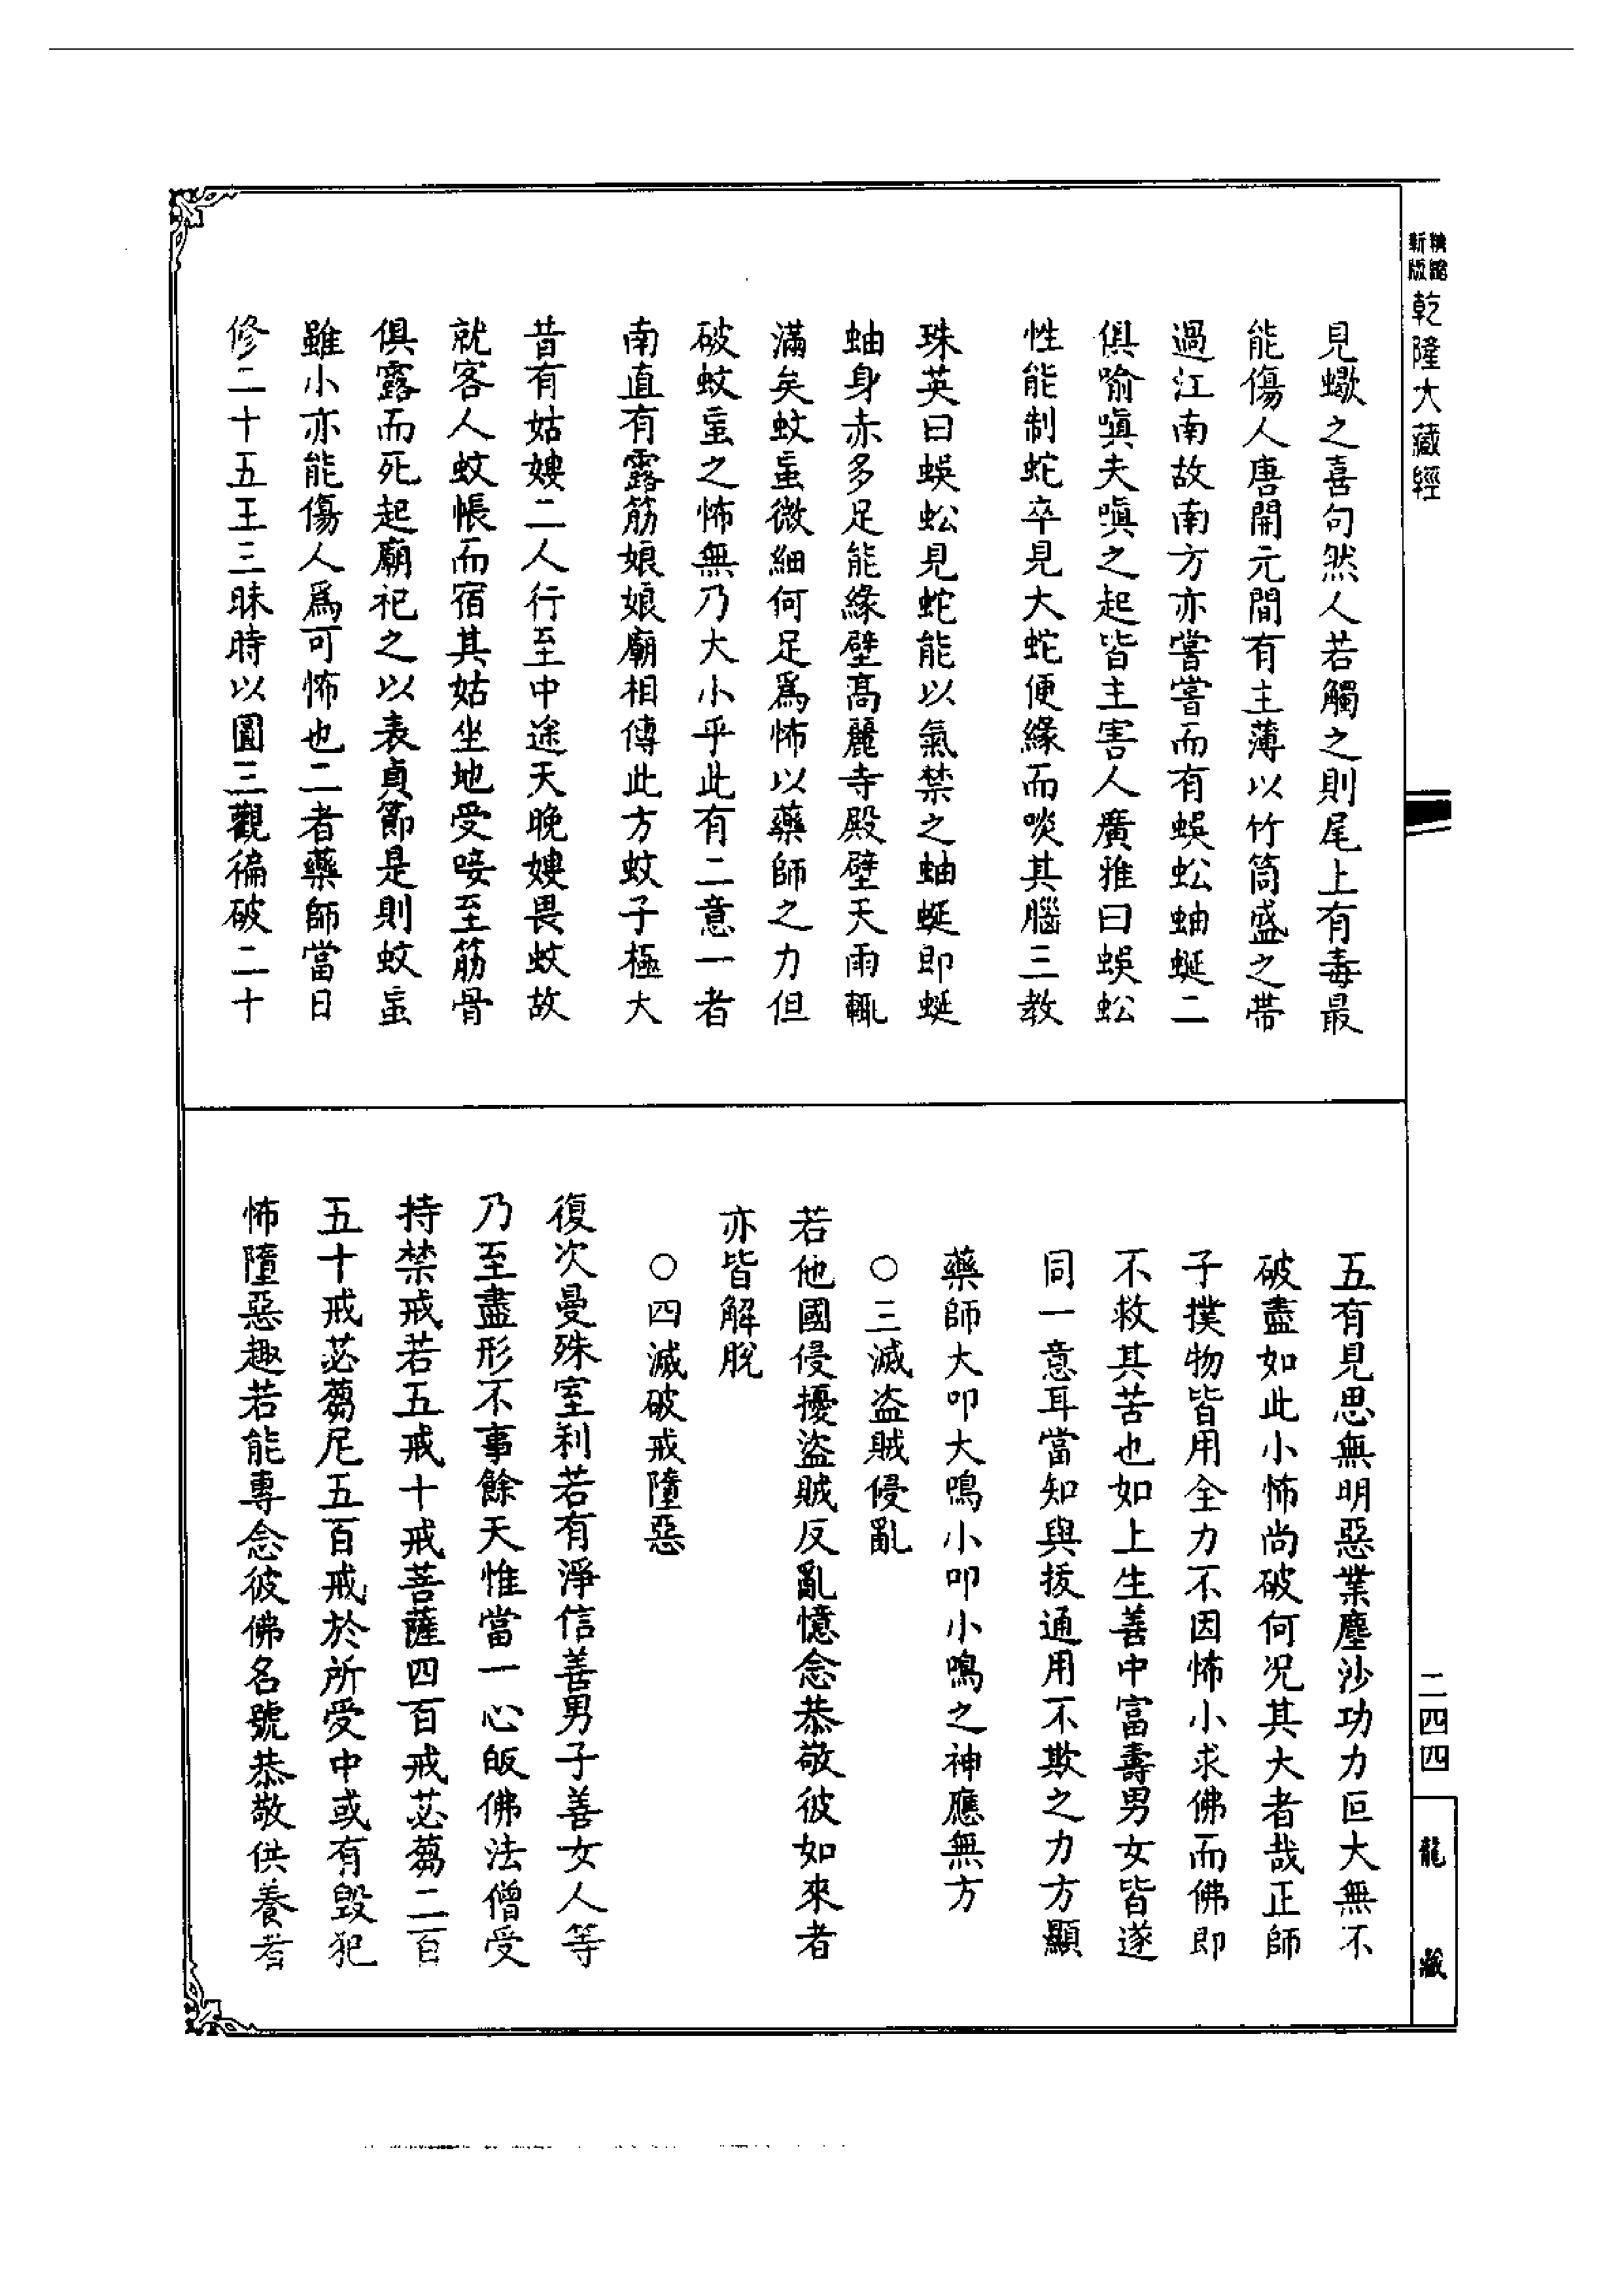 新版
乾隆大藏經
見蠍之喜句然人若觸之則尾上有毒最
能傷人唐開元間有主薄以竹筒盛之帶
過江南故南方亦嘗嘗而有蜈蚣蚰蜒二
俱喻嗔夫嗔之起皆主害人廣雅曰蜈蚣
性能制蛇卒見大蛇便緣而啖其腦三教
珠英曰蜈蚣見蛇能以氣禁之蚰蜒即蜒
蚰身赤多足能緣壁高麗寺殿壁天雨輒
滿矣蚊䖟微細何足爲怖以藥師之力但
破蚊䖟之怖無乃大小乎此有二意一者
南直有露筋娘娘廟相傳此方蚊子極大
昔有姑嫂二人行至中途天晚嫂畏蚊故
就客人蚊帳而宿其姑坐地受唼至筋骨
俱露而死起廟祀之以表貞節是則蚊䖟
雖小亦能傷人爲可怖也二者藥師當日
修二十五王三昧時以圓三觀徧破二十
五有見思無明惡業塵沙功力叵大無不
破盡如此小怖尚破何況其大者哉正師
子撲物皆用全力不因怖小求佛而佛即
不救其苦也如上生善中富壽男女皆遂
同一意耳當知與拔通用不欺之力方顯
藥師大叩大鳴小叩小鳴之神應無方
○三滅盜賊侵亂
若他國侵擾盜賊反亂憶念恭敬彼如來者
亦皆解脫
○四滅破戒墮惡
復次曼殊室利若有淨信善男子善女人等
乃至盡形不事餘天惟當一心皈佛法僧受
持禁戒若五戒十戒菩薩四百戒苾蒭二百
五十戒苾蒭尼五百戒於所受中或有毀犯
怖墮惡趣若能專念彼佛名號恭敬供養者
二四四
龍藏